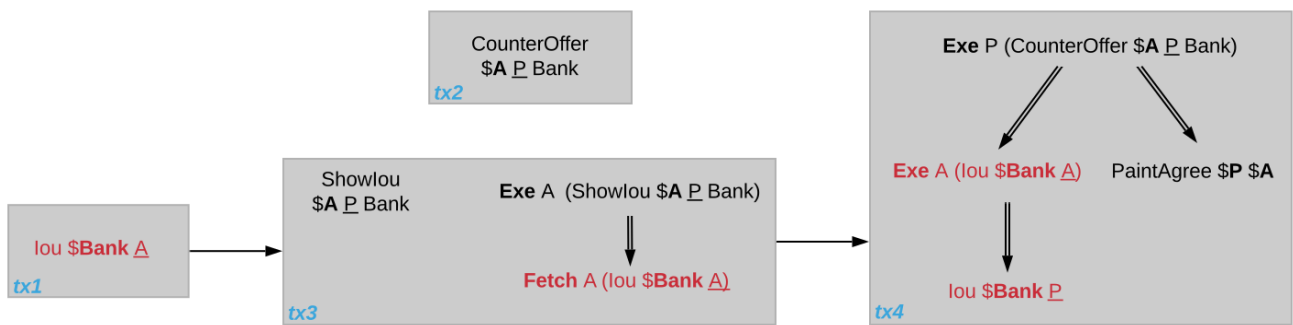 CounterOffer
$A P Bank
tx2
Exe P (CounterOffer $A P Bank)
Exe A (Iou $Bank A)
PaintAgree $P $A
Iou $Bank P
tx4
ShowIou
$A P Bank
Exe A (ShowIou $A P Bank)
Fetch A (Iou $Bank A)
tx3
Iou $Bank A
tx1